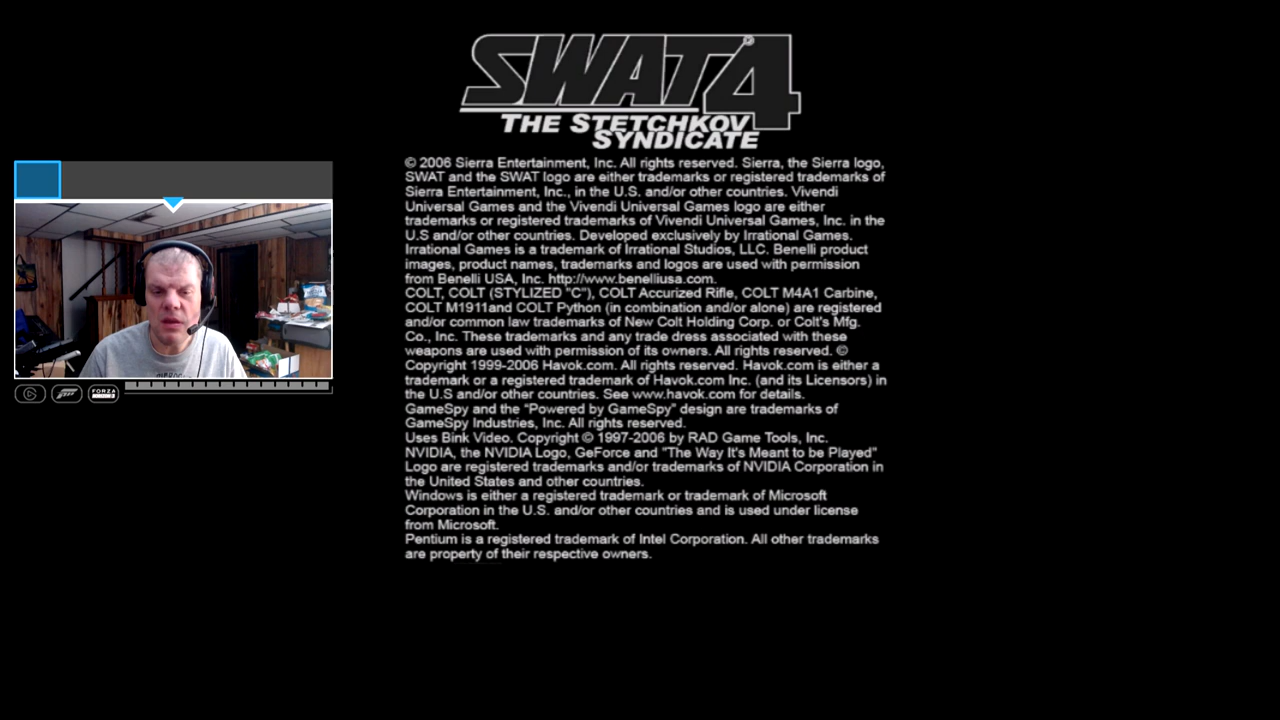 SWAT 4
THE STETCHKOV
SYNDICATE
© 2006 Sierra Entertainment, Inc. All rights reserved. Sierra, the Sierra logo,
SWAT and the SWAT logo are either trademarks or registered trademarks of
Sierra Entertainment, Inc., in the U.S. and/or other countries. Vivendi
Universal Games and the Vivendi Universal Games logo are either
trademarks or registered trademarks of Vivendi Universal Games, Inc. in the
U.S and/or other countries. Developed exclusively by Irrational Games.
Irrational Games is a trademark of Irrational Studios, LLC. Benelli product
images, product names, trademarks and logos are used with permission
from Benelli USA, Inc. http://www.benelliusa.com.
COLT, COLT (STYLIZED "C"), COLT Accurized Rifle, COLT M4A1 Carbine,
COLT M1911and COLT Python (in combination and/or alone) are registered
and/or common law trademarks of New Colt Holding Corp. or Colt's Mfg.
Co., Inc. These trademarks and any trade dress associated with these
weapons are used with permission of its owners. All rights reserved. ©
Copyright 1999-2006 Havok.com. All rights reserved. Havok.com is either a
trademark or a registered trademark of Havok.com Inc. (and its Licensors) in
the U.S and/or other countries. See www.havok.com for details.
GameSpy and the “Powered by GameSpy” design are trademarks of
GameSpy Industries, Inc. All rights reserved.
Uses Bink Video. Copyright © 1997-2006 by RAD Game Tools, Inc.
NVIDIA, the NVIDIA Logo, GeForce and "The Way It's Meant to be Played"
Logo are registered trademarks and/or trademarks of NVIDIA Corporation in
the United States and other countries.
Windows is either a registered trademark or trademark of Microsoft
Corporation in the U.S. and/or other countries and is used under license
from Microsoft.
Pentium is a registered trademark of Intel Corporation. All other trademarks
are property of their respective owners.
FORZA